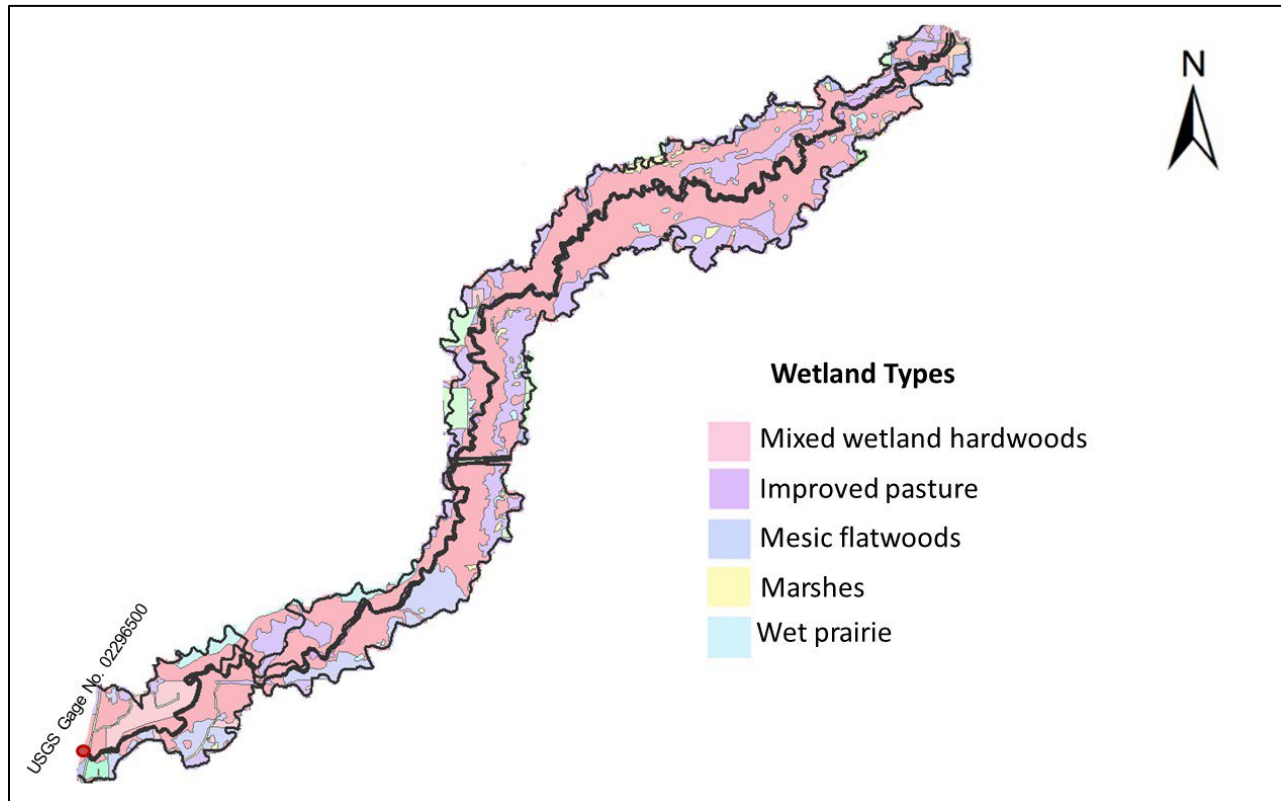 N
Wetland Types
Mixed wetland hardwoods
Improved pasture
Mesic flatwoods
Marshes
Wet prairie
USGS Gage No. 02296500